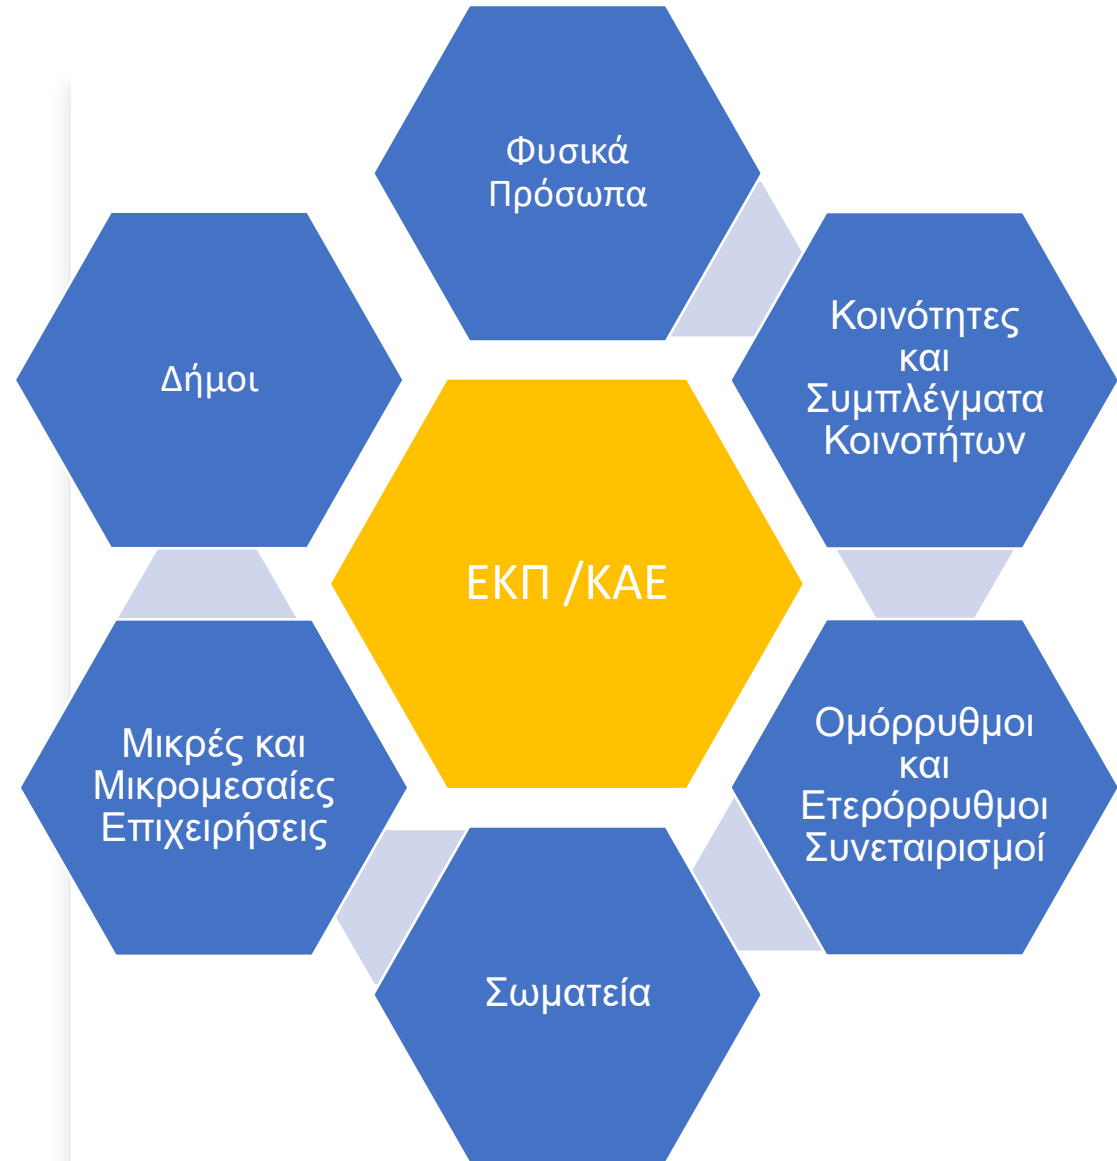 Φυσικά
Πρόσωπα
Κοινότητες
και
Συμπλέγματα
Κοινοτήτων
Δήμοι
ΕΚΠ /ΚΑΕ
Ομόρρυθμοι
και
Ετερόρρυθμοι
Συνεταιρισμοί
Μικρές και
Μικρομεσαίες
Επιχειρήσεις
Σωματεία